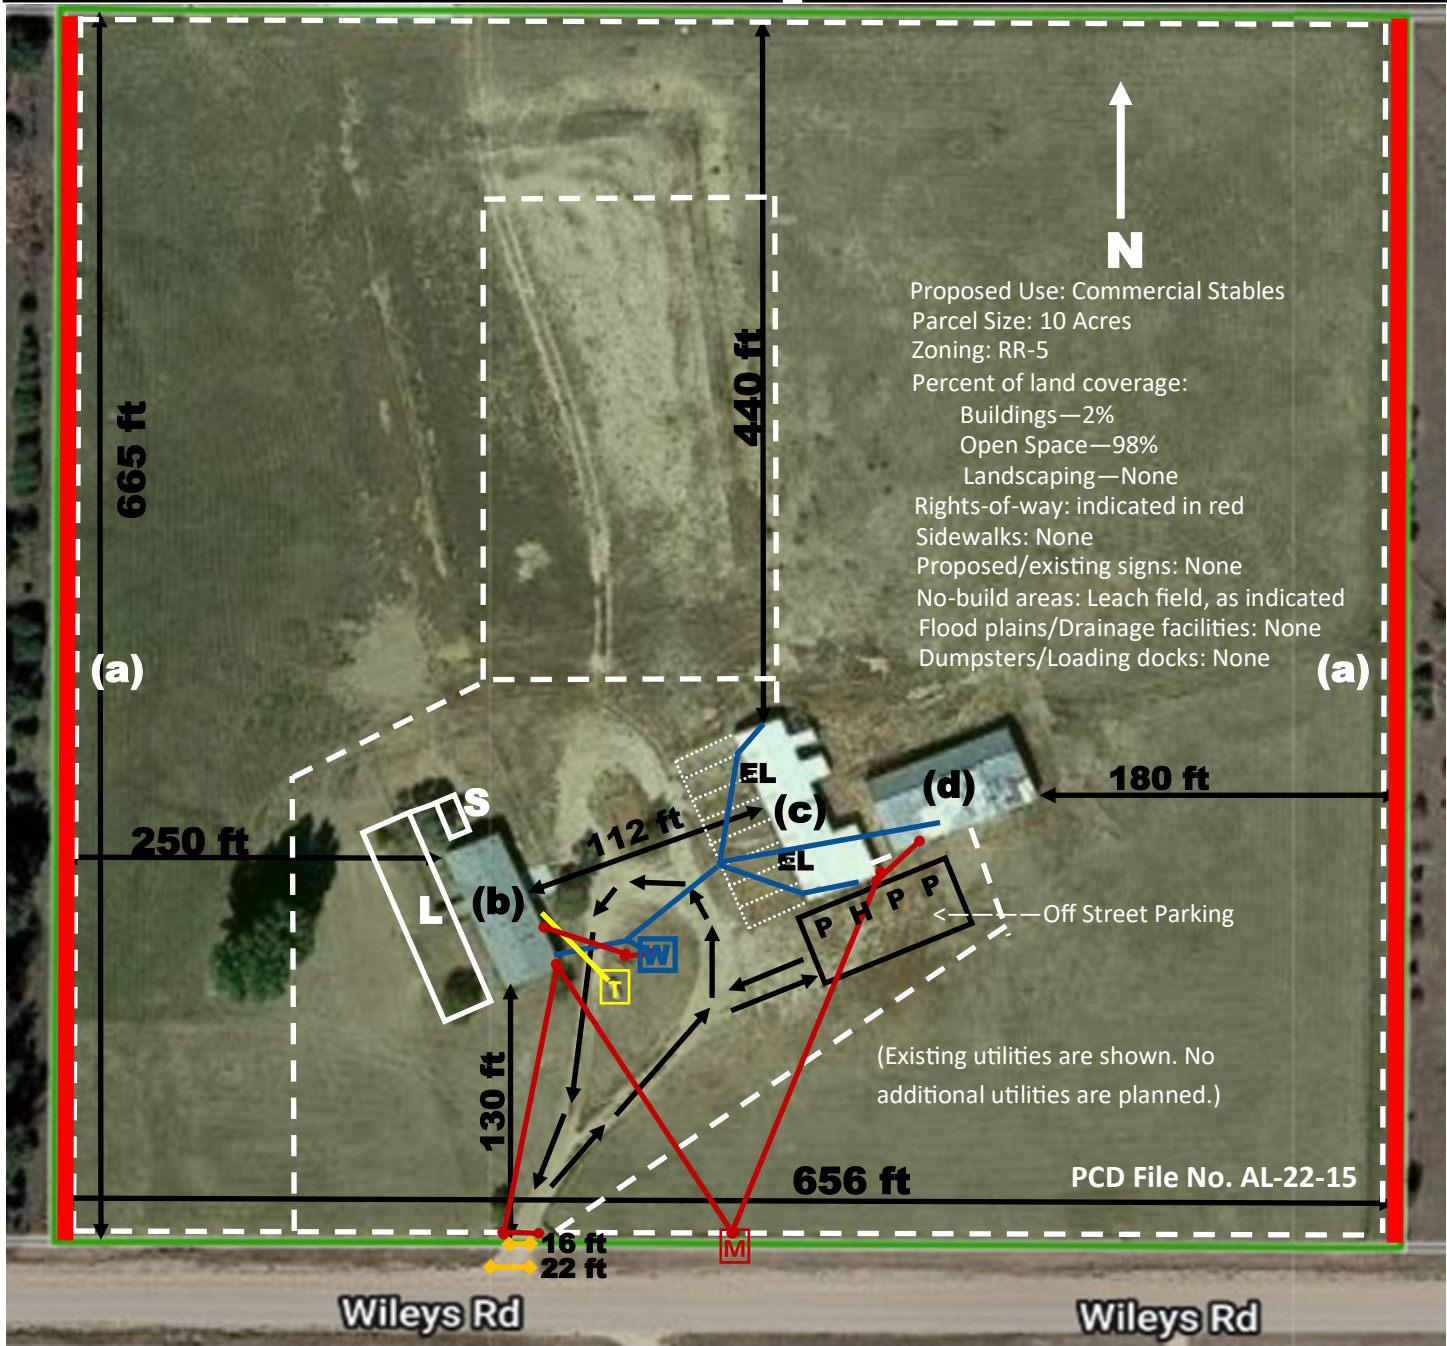 N
Proposed Use: Commercial Stables
Parcel Size: 10 Acres
Zoning: RR-5
Percent of land coverage:
Buildings—2%
Open Space—98%
Landscaping—None
Rights-of-way: indicated in red
Sidewalks: None
Proposed/existing signs: None
No-build areas: Leach field, as indicated
Flood plains/Drainage facilities: None
Dumpsters/Loading docks: None
440 ft
665 ft
(a)
(a)
EL
(d)
180 ft
S
(c)
112 ft
250 ft
EL
L
(b)
P H P P
<-----Off Street Parking
W
T
(Existing utilities are shown. No
additional utilities are planned.)
130 ft
656 ft
PCD File No. AL-22-15
16 ft
M
22 ft
Wileys Rd
Wileys Rd